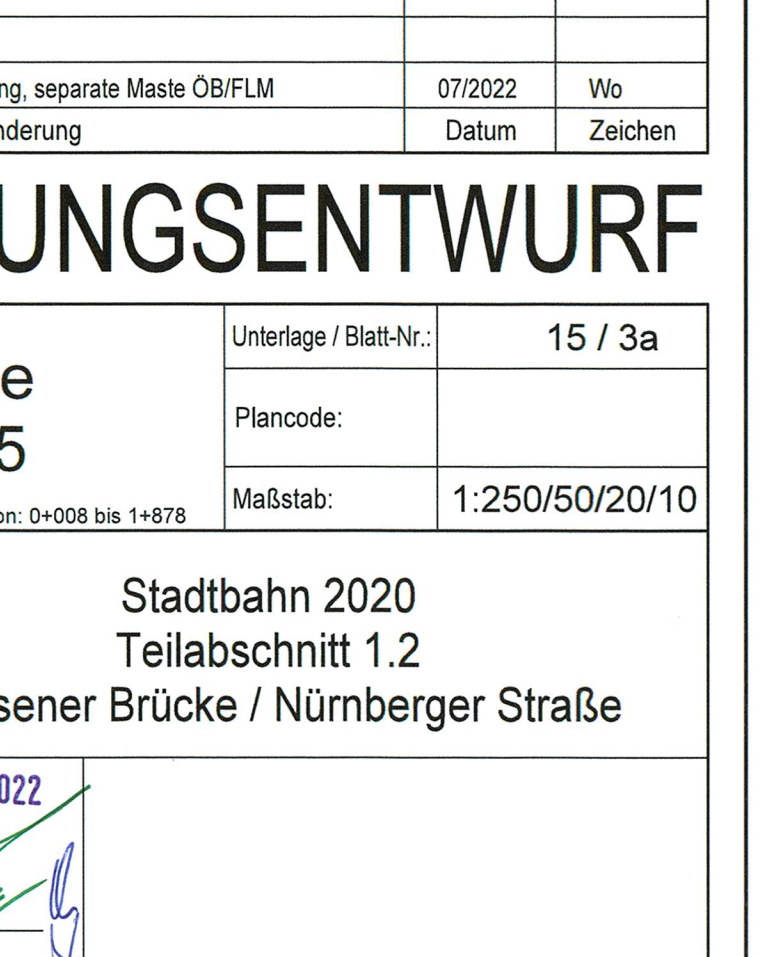 ng, separate Maste ÖB/FLM 07/2022 Wo
nderung Datum Zeichen
UNGSENTWURF
Unterlage / Blatt-Nr.: 15 / 3a
e
Plancode:
5
on: 0+008 bis 1+878
Maßstab: 1:250/50/20/10
Stadtbahn 2020
Teilabschnitt 1.2
sener Brücke / Nürnberger Straße
022